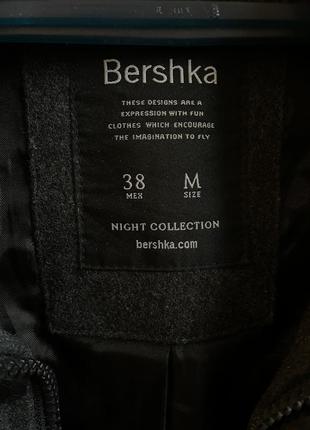 Bershka
THESE DESIGNS ARE A
EXPRESSION WITH FUN
CLOTHES WHICH ENCOURAGE
THE IMAGINATION TO FLY
38 M
MEX SIZE
NIGHT COLLECTION
bershka.com